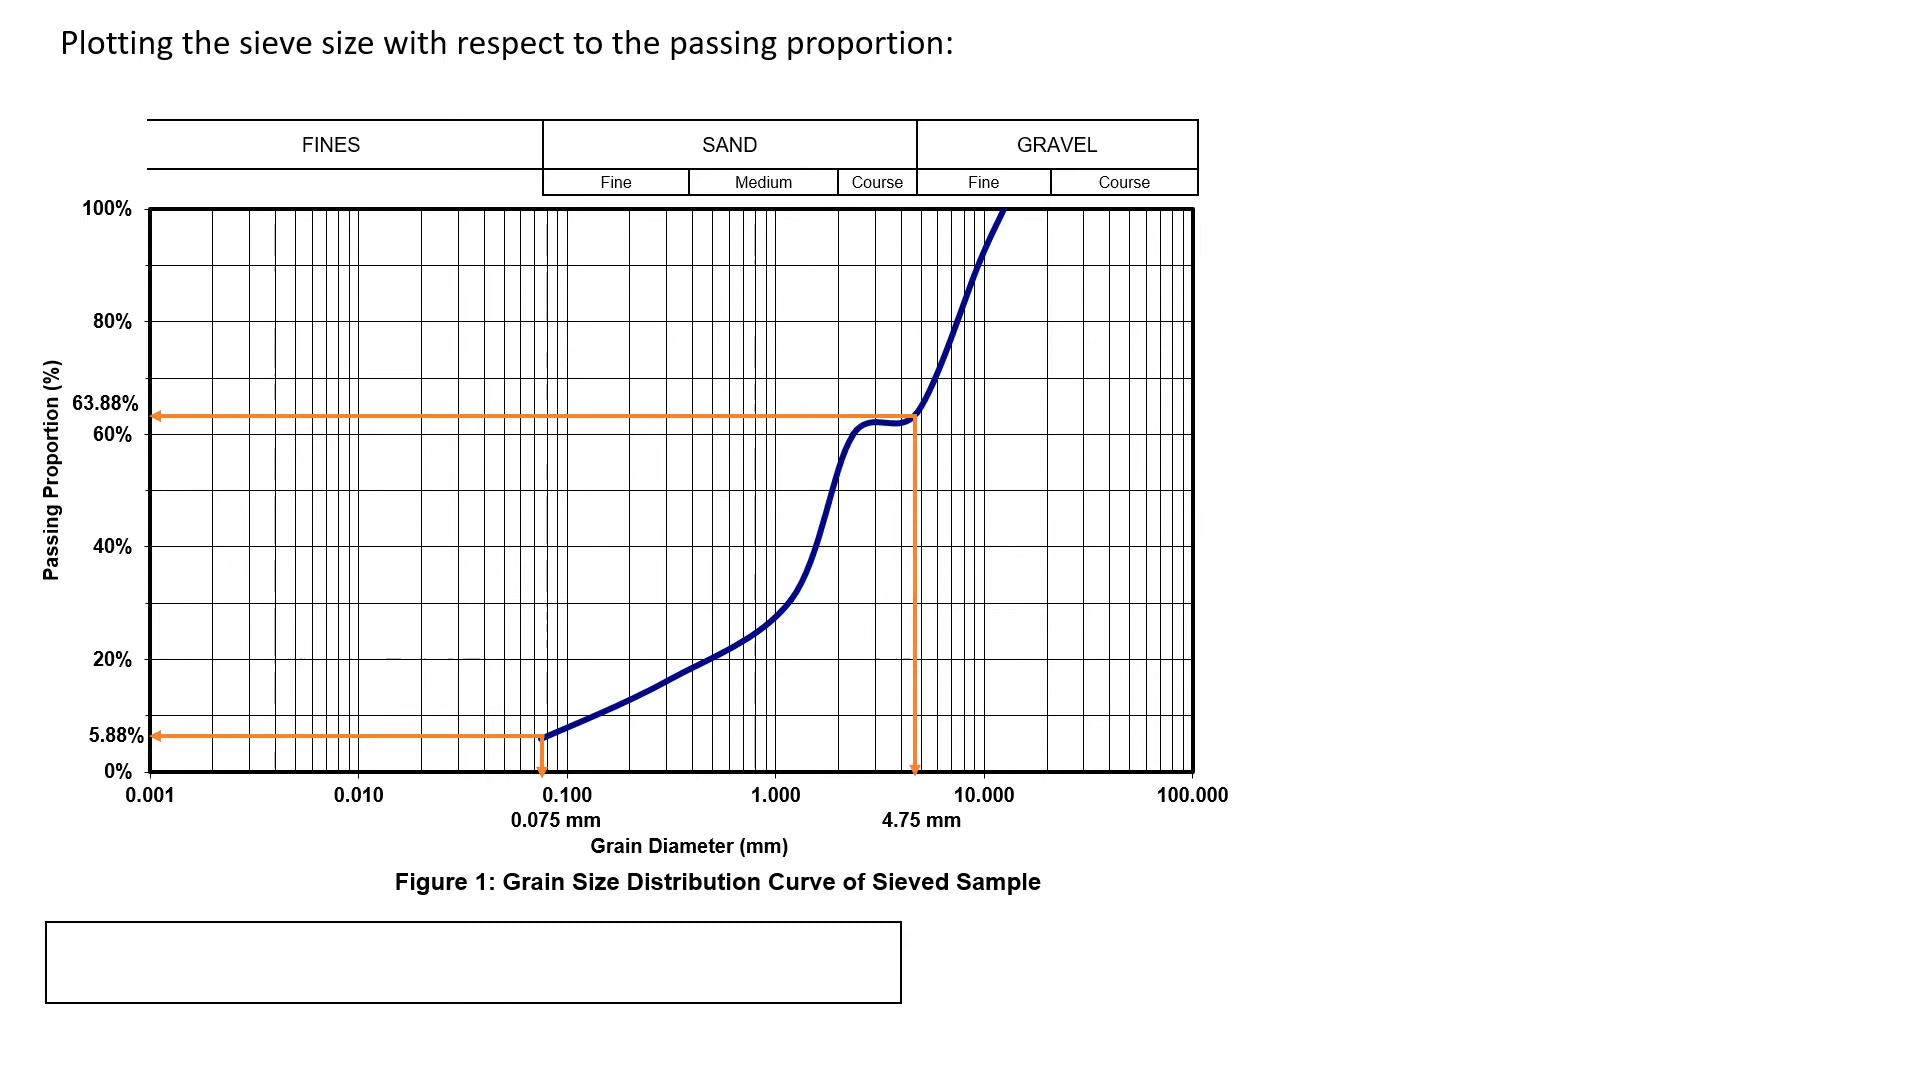 Plotting the sieve size with respect to the passing proportion:
FINES SAND GRAVEL
Fine Medium Course Fine Course
100%
80%
63.88%
60%
40%
20%
5.88%
0%
Passing Proportion (%)
0.001 0.010 0.100 1.000 10.000 100.000
0.075 mm 4.75 mm
Grain Diameter (mm)
Figure 1: Grain Size Distribution Curve of Sieved Sample